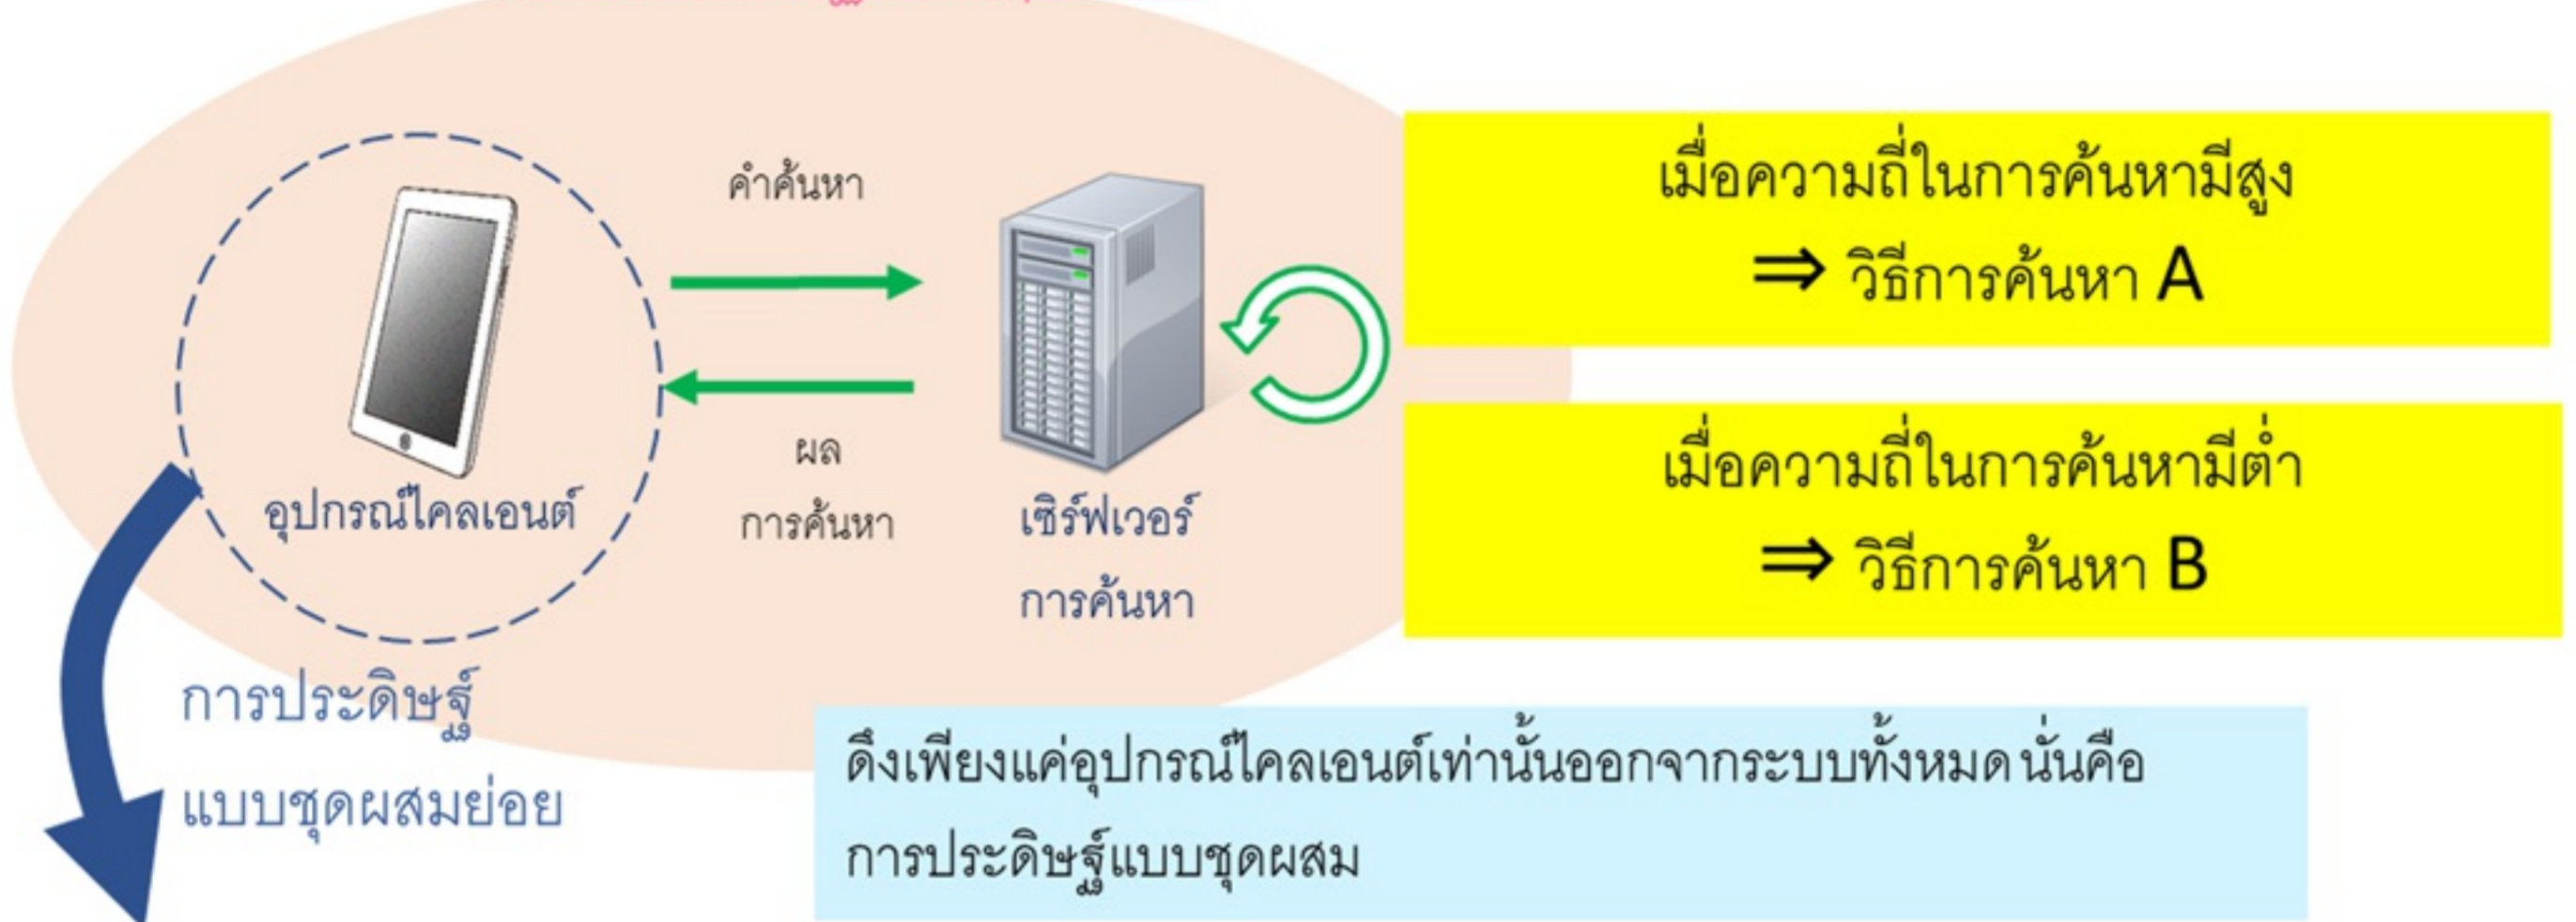 คำค้นหา
เมื่อความถี่ในการค้นหามีสูง
⇒ วิธีการค้นหา A
ผล
การค้นหา
อุปกรณ์ไคลเอนต์
เซิร์ฟเวอร์
การค้นหา
เมื่อความถี่ในการค้นหามีต่ำ
⇒ วิธีการค้นหา B
การประดิษฐ์
แบบชุดผสมย่อย
ดึงเพียงแค่อุปกรณ์ไคลเอนต์เท่านั้นออกจากระบบทั้งหมด นั่นคือ
การประดิษฐ์แบบชุดผสม